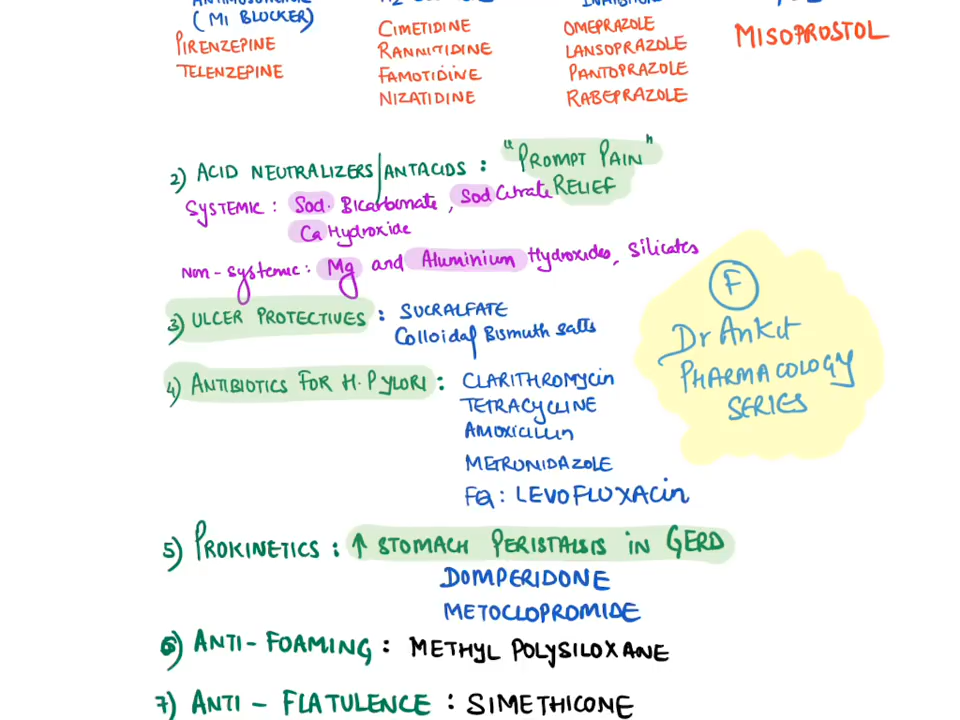 (M1 BLOCKER)
PIRENZEPINE
TELENZEPINE
CIMETIDINE
RANNITIDINE
FAMOTIDINE
NIZATIDINE
OMEPRAZOLE
LANSOPRAZOLE
PANTOPRAZOLE
RABEPRAZOLE
MISOPROSTOL
2) ACID NEUTRALIZERS/ANTACIDS : "PROMPT PAIN"
RELIEF
SYSTEMIC : Sod. Bicarbonate, Sod Citrate
Ca Hydroxide
Non-systemic: Mg and Aluminium Hydroxides, Silicates
3) ULCER PROTECTIVES : SUCRALFATE
Colloidal Bismuth salts
4) ANTIBIOTICS FOR H. PYLORI : CLARITHROMYCIN
TETRACYCLINE
AMOXICILLIN
METRONIDAZOLE
FQ : LEVOFLOXACIN
F
Dr Ankit
PHARMACOLOGY
SERIES
5) PROKINETICS : ↑ STOMACH PERISTALSIS IN GERD
DOMPERIDONE
METOCLOPROMIDE
6) ANTI-FOAMING : METHYL POLYSILOXANE
7) ANTI-FLATULENCE : SIMETHICONE